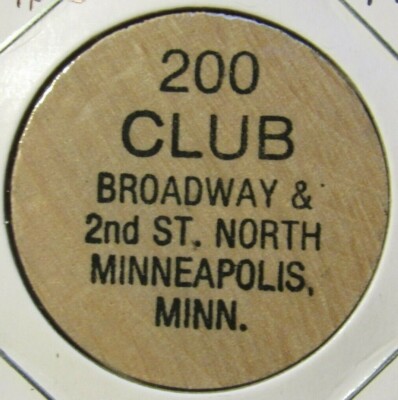 200
CLUB
BROADWAY &
2nd ST. NORTH
MINNEAPOLIS,
MINN.